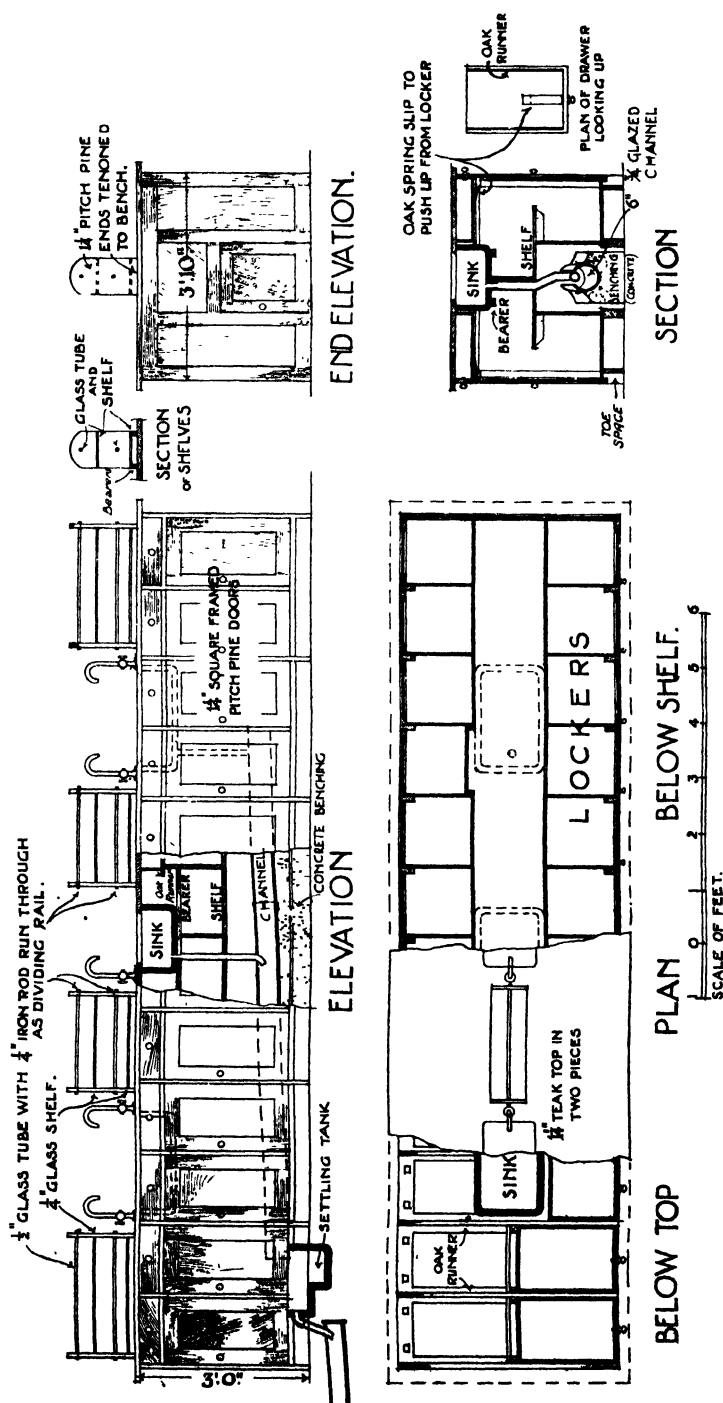 ½" GLASS TUBE WITH ¼" IRON ROD RUN THROUGH
AS DIVIDING RAIL.
¼" GLASS SHELF.
GLASS TUBE
AND
SHELF
Bearer
SECTION
OF SHELVES
1¼" PITCH PINE
ENDS TENONED
TO BENCH.
3'.0"
SETTLING TANK
SINK
Oak
Runner
BEARER
SHELF
CHANNEL
CONCRETE BENCHING
1¼" SQUARE FRAMED
PITCH PINE DOORS
ELEVATION
3'.10"
END ELEVATION.
OAK
RUNNER
SINK
1¼" TEAK TOP IN
TWO PIECES
LOCKERS
BELOW TOP
PLAN
BELOW SHELF.
1 0 1 2 3 4 5 6
SCALE OF FEET.
OAK SPRING SLIP TO
PUSH UP FROM LOCKER
OAK
RUNNER
PLAN OF DRAWER
LOOKING UP
SINK
BEARER
SHELF
BENCHING
(CONCRETE)
6"
GLAZED
CHANNEL
TOE
SPACE
SECTION